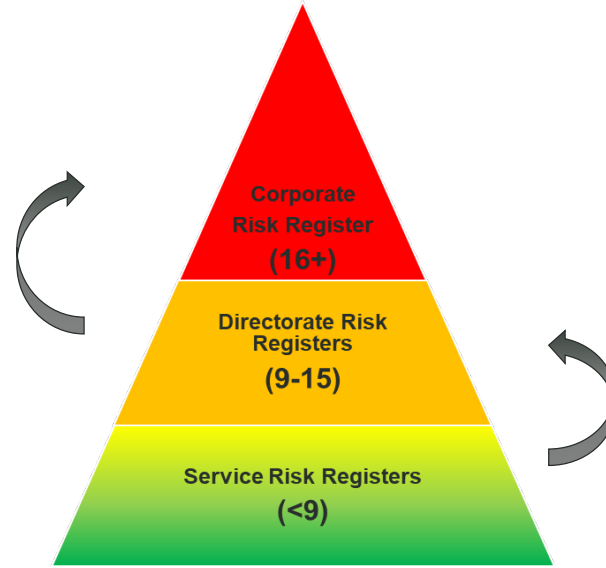 Corporate
Risk Register
(16+)
Directorate Risk
Registers
(9-15)
Service Risk Registers
(<9)